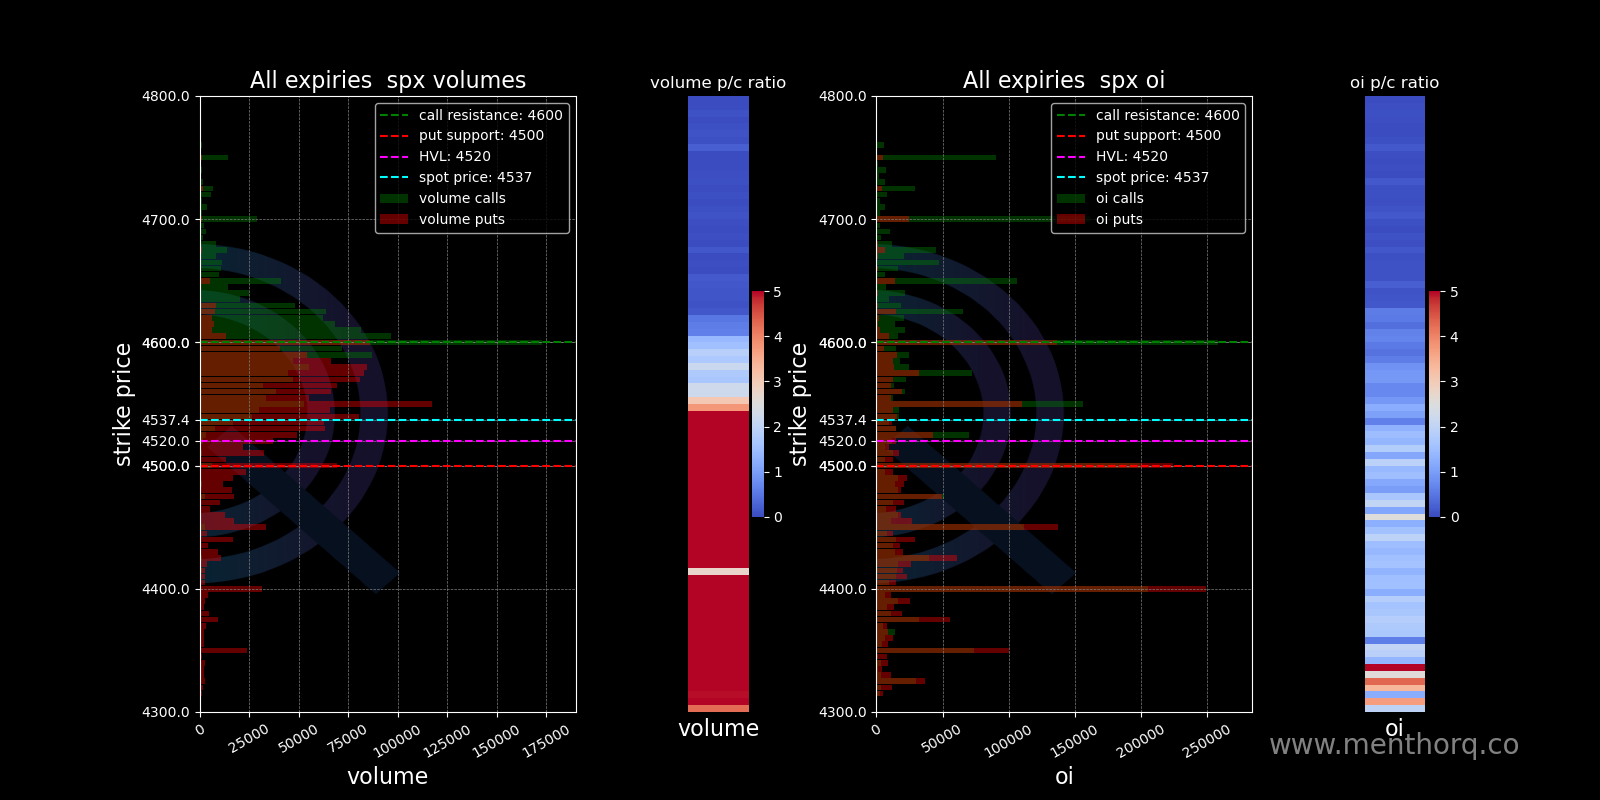 All expiries  spx volumes
volume p/c ratio
All expiries  spx oi
oi p/c ratio
4800.0
4700.0
4600.0
4537.4
4520.0
4500.0
4400.0
4300.0
strike price
call resistance: 4600
put support: 4500
HVL: 4520
spot price: 4537
volume calls
volume puts
0
25000
50000
75000
100000
125000
150000
175000
volume
5
4
3
2
1
0
volume
4800.0
4700.0
4600.0
4537.4
4520.0
4500.0
4400.0
4300.0
strike price
call resistance: 4600
put support: 4500
HVL: 4520
spot price: 4537
oi calls
oi puts
0
50000
100000
150000
200000
250000
oi
5
4
3
2
1
0
oi
www.menthorq.co